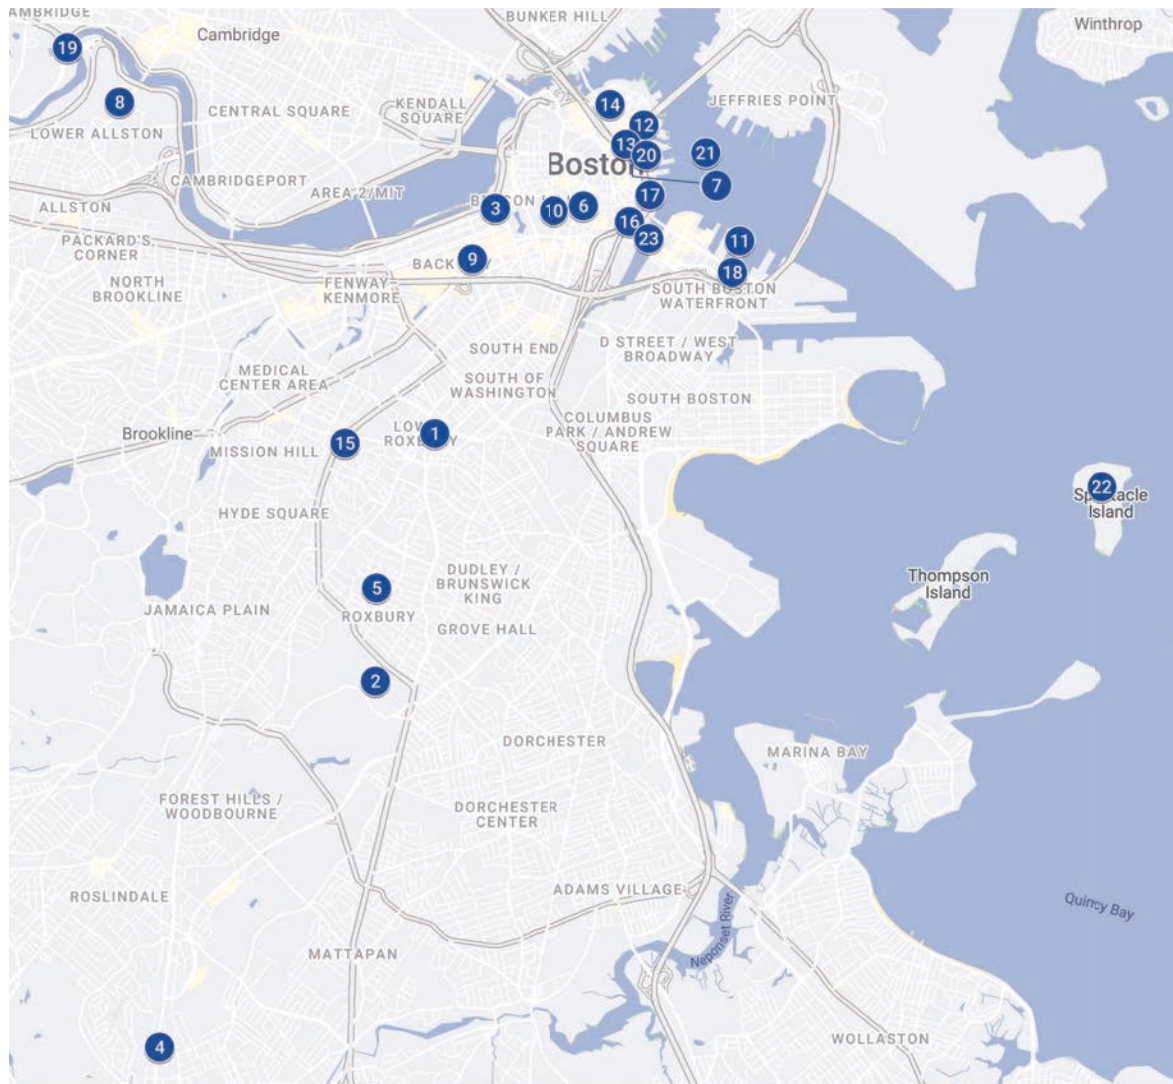 AMBRIDGE
BUNKER HILL
Winthrop
19
Cambridge
8
CENTRAL SQUARE
KENDALL
SQUARE
14
JEFFRIES POINT
LOWER ALLSTON
12
13
20
21
Boston
CAMBRIDGEPORT
AREA 2/MIT
7
17
ALLSTON
3
10
6
16
PACKARD'S
CORNER
23
11
9
BACK
18
NORTH
BROOKLINE
FENWAY-
KENMORE
SOUTH BOSTON
WATERFRONT
SOUTH END
D STREET / WEST
BROADWAY
MEDICAL
CENTER AREA
SOUTH OF
WASHINGTON
SOUTH BOSTON
Brookline
15
1
COLUMBUS
PARK / ANDREW
SQUARE
MISSION HILL
22
Island
HYDE SQUARE
DUDLEY /
BRUNSWICK
KING
Thompson
Island
5
JAMAICA PLAIN
ROXBURY
GROVE HALL
2
DORCHESTER
MARINA BAY
FOREST HILLS /
WOODBOURNE
DORCHESTER
CENTER
ROSLINDALE
ADAMS VILLAGE
Quincy Bay
Neponset River
MATTAPAN
WOLLASTON
4